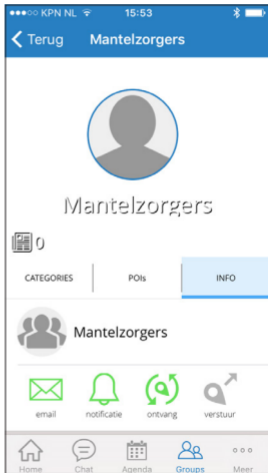 KPN NL 15:53
Terug Mantelzorgers
Mantelzorgers
0
CATEGORIES POIs INFO
Mantelzorgers
email notificatie ontvang verstuur
Home Chat Agenda Groups Meer